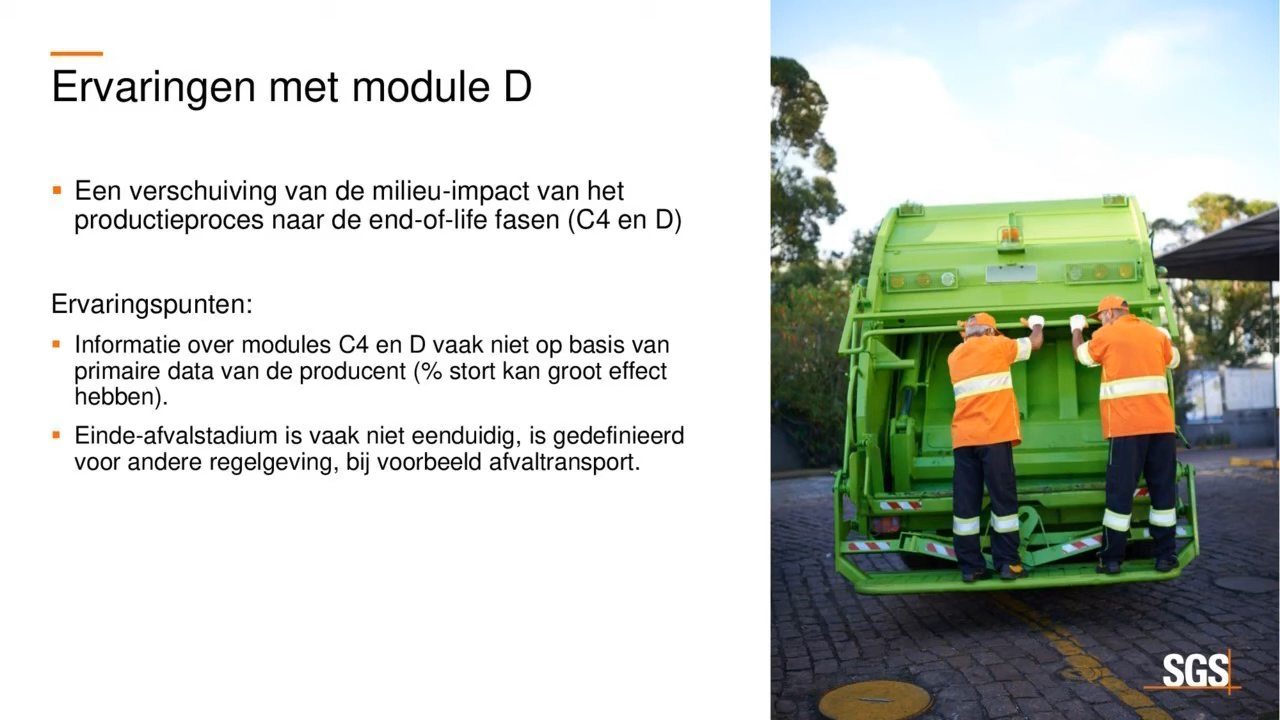 Ervaringen met module D
▪ Een verschuiving van de milieu-impact van het
productieproces naar de end-of-life fasen (C4 en D)
Ervaringspunten:
▪ Informatie over modules C4 en D vaak niet op basis van
primaire data van de producent (% stort kan groot effect
hebben).
▪ Einde-afvalstadium is vaak niet eenduidig, is gedefinieerd
voor andere regelgeving, bij voorbeeld afvaltransport.
SGS